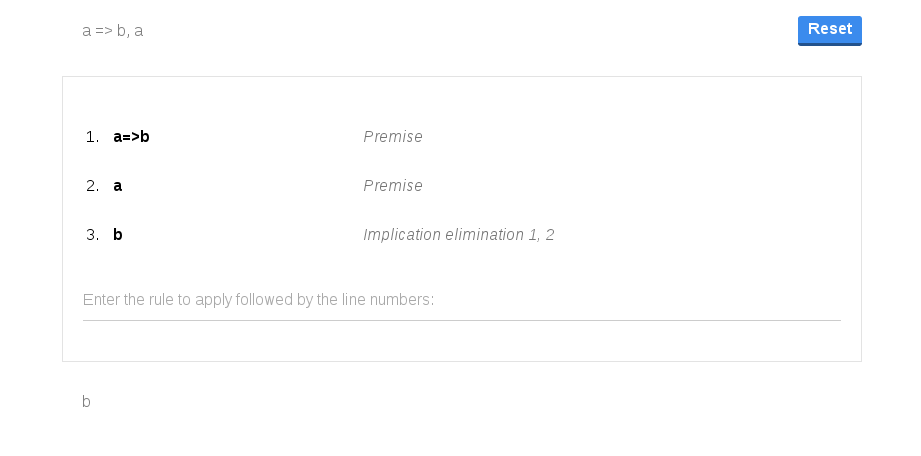 a => b, a
Reset
1. a=>b Premise
2. a Premise
3. b Implication elimination 1, 2
Enter the rule to apply followed by the line numbers:
b